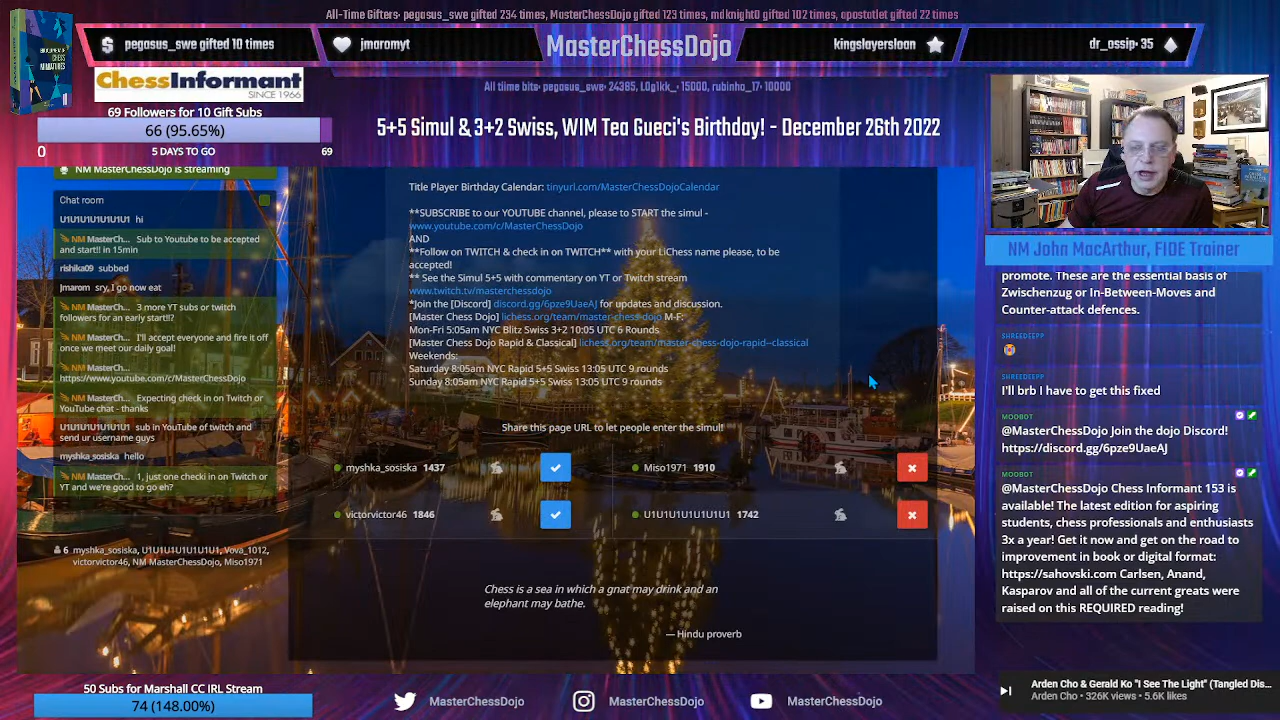 All-Time Gifters· pegasus_swe gifted 234 times, MasterChessDojo gifted 123 times, mdknight0 gifted 102 times, apostatlet gifted 22 times
pegasus_swe gifted 10 times
jmaromyt
MasterChessDojo
kingslayersloan
dr_ossip· 35
All tiime bits· pegasus_swe· 24385, L0g1kk_· 15000, rubinho_17· 10000
ChessInformant
SINCE 1966
69 Followers for 10 Gift Subs
66 (95.65%)
0
5 DAYS TO GO
69
5+5 Simul & 3+2 Swiss, WIM Tea Gueci's Birthday! - December 26th 2022
NM MasterChessDojo is streaming
Chat room
U1U1U1U1U1U1U1 hi
NM MasterCh... Sub to Youtube to be accepted
and start!! in 15min
rishika09 subbed
Jmarom sry, I go now eat
NM MasterCh... 3 more YT subs or twitch
followers for an early start!!?
NM MasterCh... I'll accept everyone and fire it off
once we meet our daily goal!
NM MasterCh...
https://www.youtube.com/c/MasterChessDojo
NM MasterCh... Expecting check in on Twitch or
YouTube chat - thanks
U1U1U1U1U1U1U1 sub in YouTube of twitch and
send ur username guys
myshka_sosiska hello
NM MasterCh... 1, just one checki in on Twitch or
YT and we're good to go eh?
6 myshka_sosiska, U1U1U1U1U1U1U1, Vova_1012,
victorvictor46, NM MasterChessDojo, Miso1971
Title Player Birthday Calendar: tinyurl.com/MasterChessDojoCalendar
**SUBSCRIBE to our YOUTUBE channel, please to START the simul -
www.youtube.com/c/MasterChessDojo
AND
**Follow on TWITCH & check in on TWITCH** with your LiChess name please, to be
accepted!
** See the Simul 5+5 with commentary on YT or Twitch stream
www.twitch.tv/masterchessdojo
*Join the [Discord] discord.gg/6pze9UaeAJ for updates and discussion.
[Master Chess Dojo] lichess.org/team/master-chess-dojo M-F:
Mon-Fri 5:05am NYC Blitz Swiss 3+2 10:05 UTC 6 Rounds
[Master Chess Dojo Rapid & Classical] lichess.org/team/master-chess-dojo-rapid--classical
Weekends:
Saturday 8:05am NYC Rapid 5+5 Swiss 13:05 UTC 9 rounds
Sunday 8:05am NYC Rapid 5+5 Swiss 13:05 UTC 9 rounds
Share this page URL to let people enter the simul!
myshka_sosiska 1437
Miso1971 1910
victorvictor46 1846
U1U1U1U1U1U1U1 1742
Chess is a sea in which a gnat may drink and an
elephant may bathe.
— Hindu proverb
NM John MacArthur, FIDE Trainer
promote. These are the essential basis of
Zwischenzug or In-Between-Moves and
Counter-attack defences.
SHREEDEEPP
SHREEDEEPP
I'll brb I have to get this fixed
MOOBOT
@MasterChessDojo Join the dojo Discord!
https://discord.gg/6pze9UaeAJ
MOOBOT
@MasterChessDojo Chess Informant 153 is
available! The latest edition for aspiring
students, chess professionals and enthusiasts
3x a year! Get it now and get on the road to
improvement in book or digital format:
https://sahovski.com Carlsen, Anand,
Kasparov and all of the current greats were
raised on this REQUIRED reading!
50 Subs for Marshall CC IRL Stream
74 (148.00%)
MasterChessDojo
MasterChessDojo
MasterChessDojo
Arden Cho & Gerald Ko "I See The Light" (Tangled Dis...
Arden Cho • 326K views • 5.6K likes